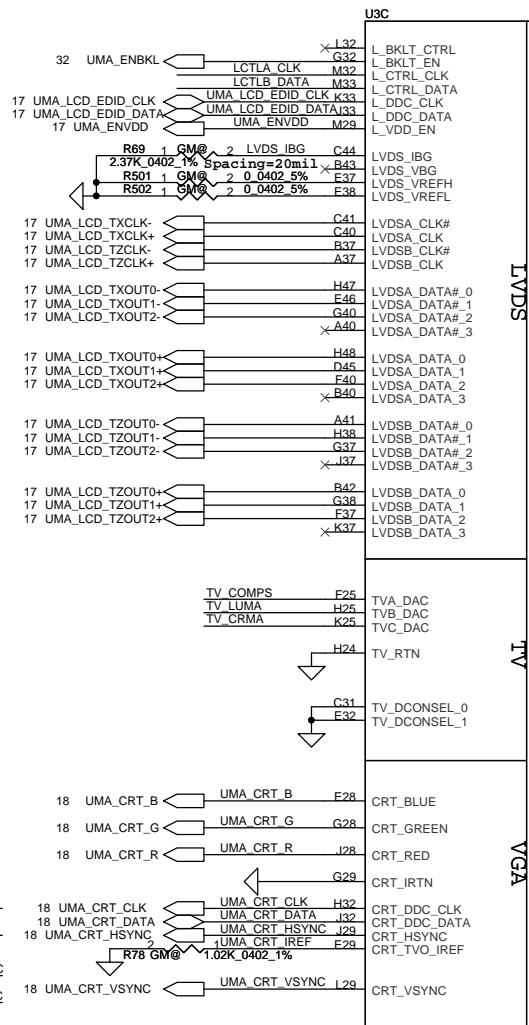 U3C
L32 L_BKLT_CTRL
32 UMA_ENBKL G32 L_BKLT_EN
LCTLA_CLK M32 L_CTRL_CLK
LCTLB_DATA M33 L_CTRL_DATA
17 UMA_LCD_EDID_CLK UMA_LCD_EDID_CLK K33 L_DDC_CLK
17 UMA_LCD_EDID_DATA UMA_LCD_EDID_DATA J33 L_DDC_DATA
17 UMA_ENVDD UMA_ENVDD M29 L_VDD_EN
R69 1 GM@ 2 LVDS_IBG C44 LVDS_IBG
2.37K_0402_1% Spacing=20mil B43 LVDS_VBG
R501 1 GM@ 2 0_0402_5% E37 LVDS_VREFH
R502 1 GM@ 2 0_0402_5% E38 LVDS_VREFL
17 UMA_LCD_TXCLK- C41 LVDSA_CLK#
17 UMA_LCD_TXCLK+ C40 LVDSA_CLK
17 UMA_LCD_TZCLK- B37 LVDSB_CLK#
17 UMA_LCD_TZCLK+ A37 LVDSB_CLK
LVDS
17 UMA_LCD_TXOUT0- H47 LVDSA_DATA#_0
17 UMA_LCD_TXOUT1- E46 LVDSA_DATA#_1
17 UMA_LCD_TXOUT2- G40 LVDSA_DATA#_2
A40 LVDSA_DATA#_3
17 UMA_LCD_TXOUT0+ H48 LVDSA_DATA_0
17 UMA_LCD_TXOUT1+ D45 LVDSA_DATA_1
17 UMA_LCD_TXOUT2+ F40 LVDSA_DATA_2
B40 LVDSA_DATA_3
17 UMA_LCD_TZOUT0- A41 LVDSB_DATA#_0
17 UMA_LCD_TZOUT1- H38 LVDSB_DATA#_1
17 UMA_LCD_TZOUT2- G37 LVDSB_DATA#_2
J37 LVDSB_DATA#_3
17 UMA_LCD_TZOUT0+ B42 LVDSB_DATA_0
17 UMA_LCD_TZOUT1+ G38 LVDSB_DATA_1
17 UMA_LCD_TZOUT2+ F37 LVDSB_DATA_2
K37 LVDSB_DATA_3
TV_COMPS F25 TVA_DAC
TV_LUMA H25 TVB_DAC
TV_CRMA K25 TVC_DAC
H24 TV_RTN
TV
C31 TV_DCONSEL_0
E32 TV_DCONSEL_1
18 UMA_CRT_B UMA_CRT_B E28 CRT_BLUE
18 UMA_CRT_G UMA_CRT_G G28 CRT_GREEN
18 UMA_CRT_R UMA_CRT_R J28 CRT_RED
VGA
G29 CRT_IRTN
18 UMA_CRT_CLK UMA_CRT_CLK H32 CRT_DDC_CLK
18 UMA_CRT_DATA UMA_CRT_DATA J32 CRT_DDC_DATA
18 UMA_CRT_HSYNC UMA_CRT_HSYNC J29 CRT_HSYNC
2 1 UMA_CRT_IREF E29 CRT_TVO_IREF
R78 GM@ 1.02K_0402_1%
18 UMA_CRT_VSYNC UMA_CRT_VSYNC L29 CRT_VSYNC